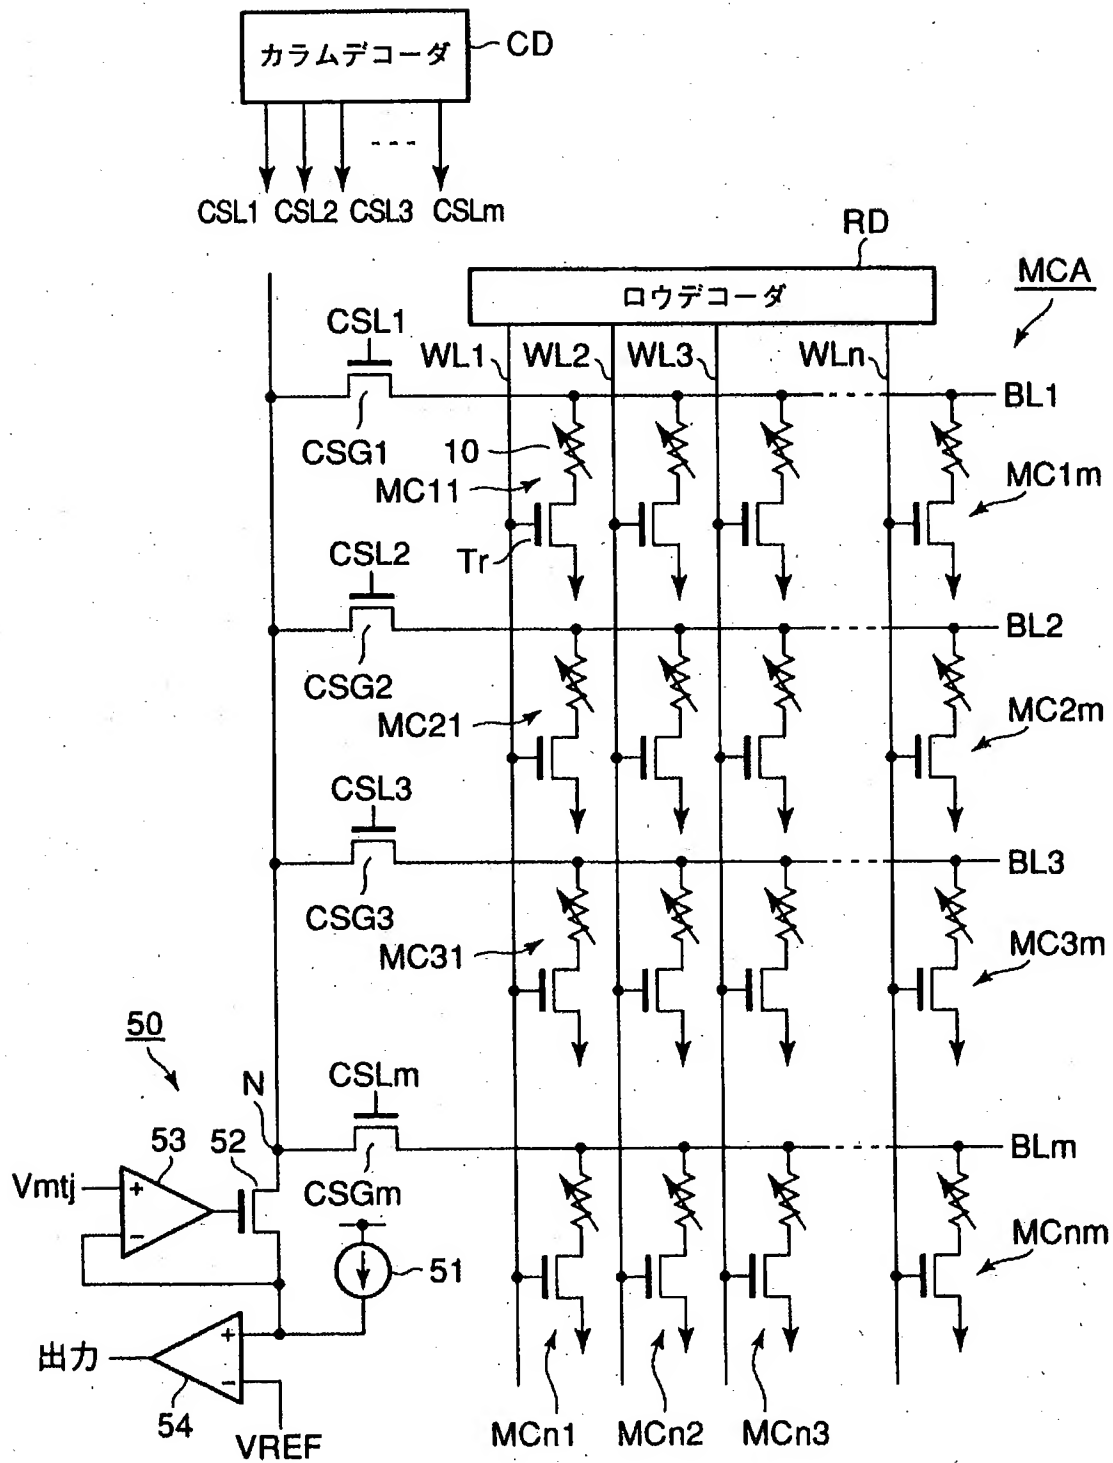 カラムデコーダ
CD
CSL1 CSL2 CSL3 CSLm
RD
ロウデコーダ
MCA
CSL1
WL1 WL2 WL3 WLn
BL1
CSG1
10
MC11
MC1m
Tr
CSL2
BL2
CSG2
MC21
MC2m
CSL3
BL3
CSG3
MC31
MC3m
50
N
CSLm
BLm
53 52
Vmtj
+
-
CSGm
MCnm
51
出力
+
-
54
VREF
MCn1 MCn2 MCn3